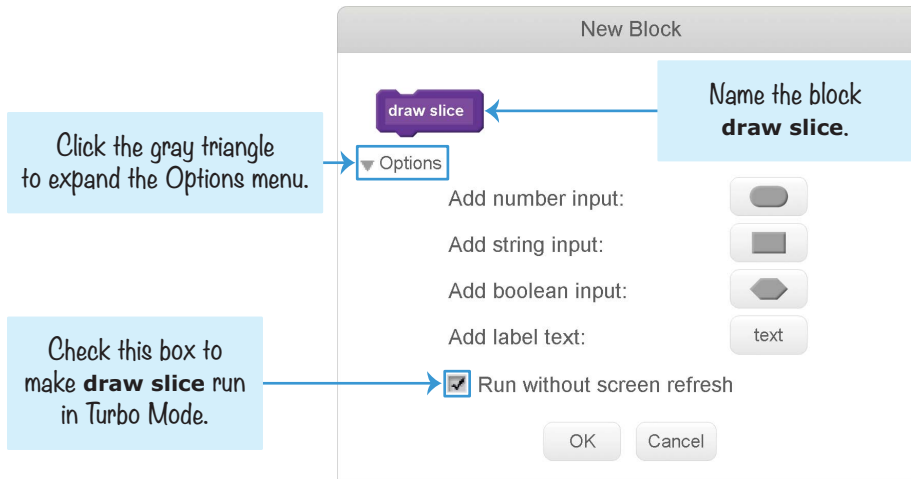 New Block
draw slice
Name the block
draw slice.
Click the gray triangle
to expand the Options menu.
Options
Add number input:
Add string input:
Add boolean input:
Add label text:
text
Check this box to
make draw slice run
in Turbo Mode.
Run without screen refresh
OK
Cancel